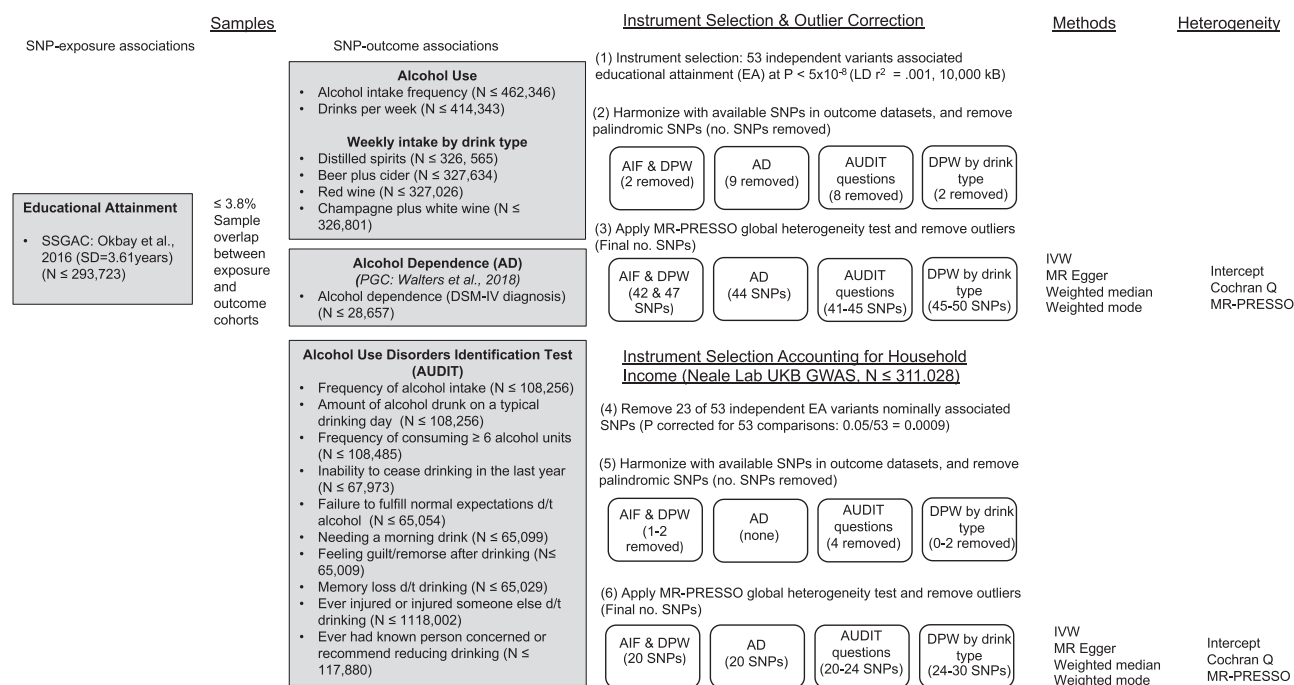 Samples
SNP-exposure associations
SNP-outcome associations
Educational Attainment
• SSGAC: Okbay et al.,
2016 (SD=3.61years)
(N ≤ 293,723)
≤ 3.8%
Sample
overlap
between
exposure
and
outcome
cohorts
Alcohol Use
• Alcohol intake frequency (N ≤ 462,346)
• Drinks per week (N ≤ 414,343)
Weekly intake by drink type
• Distilled spirits (N ≤ 326, 565)
• Beer plus cider (N ≤ 327,634)
• Red wine (N ≤ 327,026)
• Champagne plus white wine (N ≤
326,801)
Alcohol Dependence (AD)
(PGC: Walters et al., 2018)
• Alcohol dependence (DSM-IV diagnosis)
(N ≤ 28,657)
Alcohol Use Disorders Identification Test
(AUDIT)
• Frequency of alcohol intake (N ≤ 108,256)
• Amount of alcohol drunk on a typical
drinking day (N ≤ 108,256)
• Frequency of consuming ≥ 6 alcohol units
(N ≤ 108,485)
• Inability to cease drinking in the last year
(N ≤ 67,973)
• Failure to fulfill normal expectations d/t
alcohol (N ≤ 65,054)
• Needing a morning drink (N ≤ 65,099)
• Feeling guilt/remorse after drinking (N≤
65,009)
• Memory loss d/t drinking (N ≤ 65,029)
• Ever injured or injured someone else d/t
drinking (N ≤ 1118,002)
• Ever had known person concerned or
recommend reducing drinking (N ≤
117,880)
Instrument Selection & Outlier Correction
(1) Instrument selection: 53 independent variants associated
educational attainment (EA) at P < 5x10-8 (LD r2 = .001, 10,000 kB)
(2) Harmonize with available SNPs in outcome datasets, and remove
palindromic SNPs (no. SNPs removed)
AIF & DPW
(2 removed)
AD
(9 removed)
AUDIT
questions
(8 removed)
DPW by drink
type
(2 removed)
(3) Apply MR-PRESSO global heterogeneity test and remove outliers
(Final no. SNPs)
AIF & DPW
(42 & 47
SNPs)
AD
(44 SNPs)
AUDIT
questions
(41-45 SNPs)
DPW by drink
type
(45-50 SNPs)
Instrument Selection Accounting for Household
Income (Neale Lab UKB GWAS, N ≤ 311.028)
(4) Remove 23 of 53 independent EA variants nominally associated
SNPs (P corrected for 53 comparisons: 0.05/53 = 0.0009)
(5) Harmonize with available SNPs in outcome datasets, and remove
palindromic SNPs (no. SNPs removed)
AIF & DPW
(1-2
removed)
AD
(none)
AUDIT
questions
(4 removed)
DPW by drink
type
(0-2 removed)
(6) Apply MR-PRESSO global heterogeneity test and remove outliers
(Final no. SNPs)
AIF & DPW
(20 SNPs)
AD
(20 SNPs)
AUDIT
questions
(20-24 SNPs)
DPW by drink
type
(24-30 SNPs)
Methods
IVW
MR Egger
Weighted median
Weighted mode
IVW
MR Egger
Weighted median
Weighted mode
Heterogeneity
Intercept
Cochran Q
MR-PRESSO
Intercept
Cochran Q
MR-PRESSO